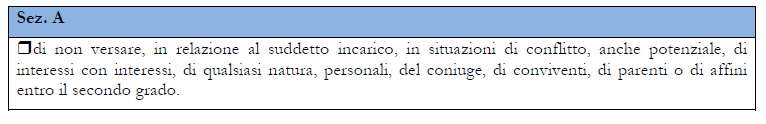 Sez. A
❒di non versare, in relazione al suddetto incarico, in situazioni di conflitto, anche potenziale, di
interessi con interessi, di qualsiasi natura, personali, del coniuge, di conviventi, di parenti o di affini
entro il secondo grado.